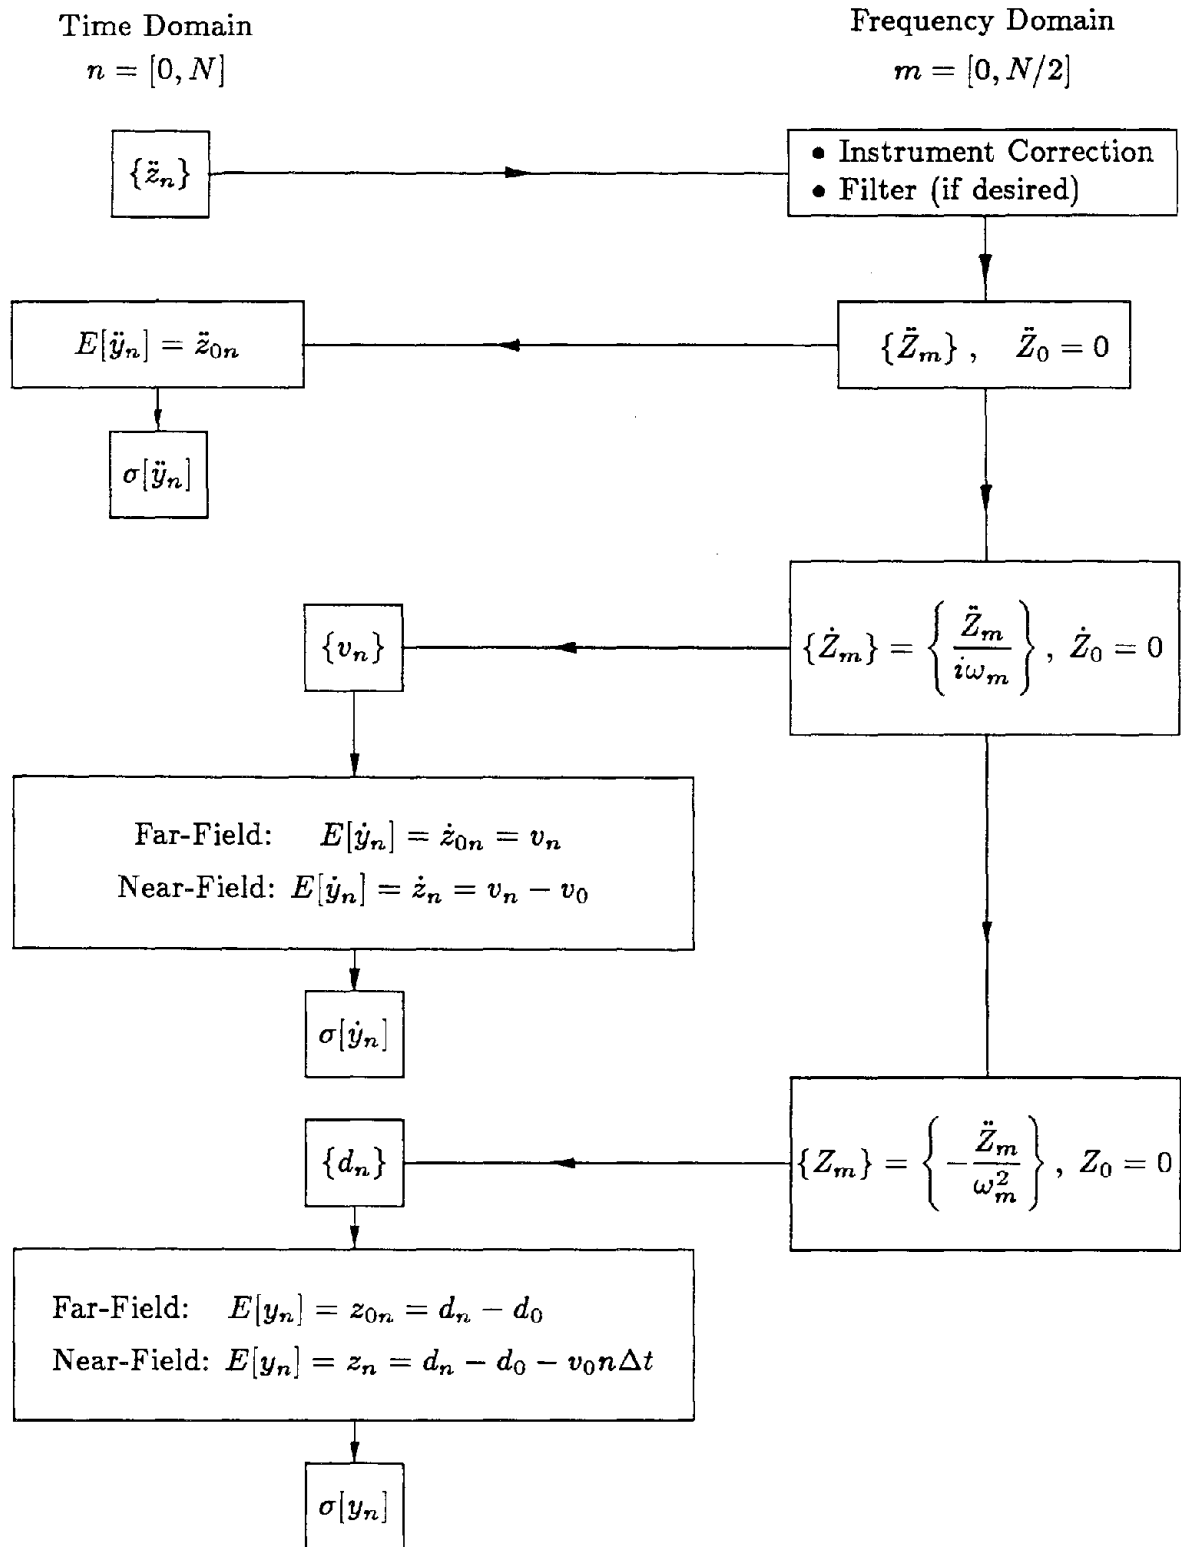 Time Domain
n = [0, N]
Frequency Domain
m = [0, N/2]
{z̈ₙ}
• Instrument Correction
• Filter (if desired)
E[ÿₙ] = z̈₀ₙ
{Z̈ₘ} , Z̈₀ = 0
σ[ÿₙ]
{vₙ}
{Żₘ} = {Z̈ₘ / iωₘ} , Ż₀ = 0
Far-Field: E[ẏₙ] = ż₀ₙ = vₙ
Near-Field: E[ẏₙ] = żₙ = vₙ − v₀
σ[ẏₙ]
{dₙ}
{Zₘ} = {−Z̈ₘ / ωₘ²} , Z₀ = 0
Far-Field: E[yₙ] = z₀ₙ = dₙ − d₀
Near-Field: E[yₙ] = zₙ = dₙ − d₀ − v₀nΔt
σ[yₙ]